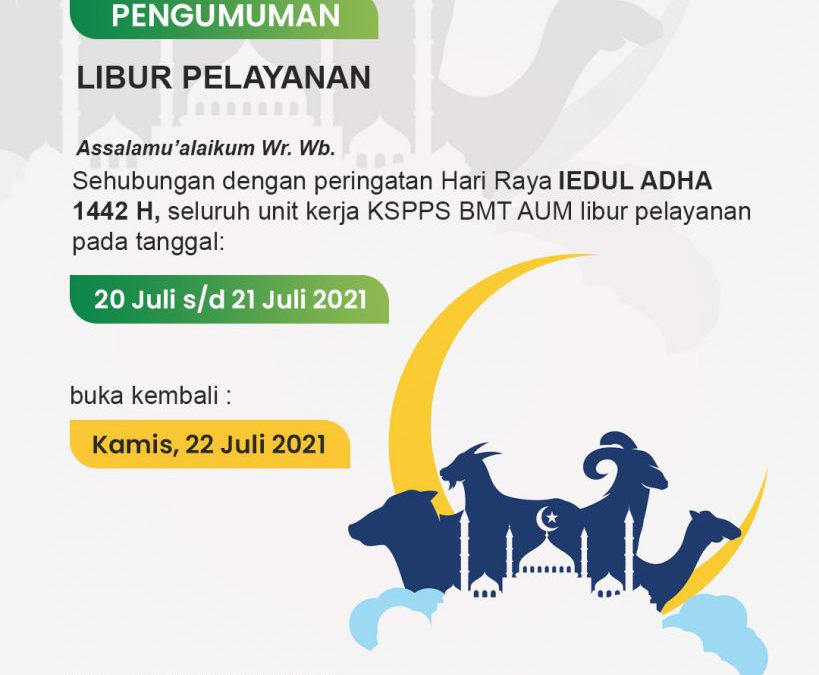 PENGUMUMAN
LIBUR PELAYANAN
Assalamu'alaikum Wr. Wb.
Sehubungan dengan peringatan Hari Raya IEDUL ADHA
1442 H, seluruh unit kerja KSPPS BMT AUM libur pelayanan
pada tanggal:
20 Juli s/d 21 Juli 2021
buka kembali :
Kamis, 22 Juli 2021